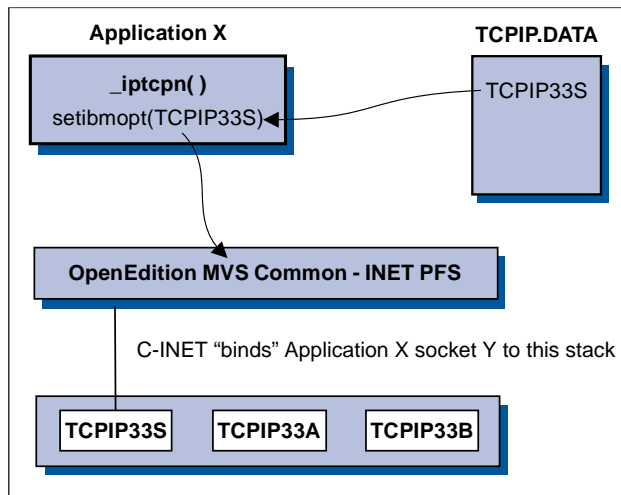 Application X
TCPIP.DATA
_iptcpn( )
setibmopt(TCPIP33S)
TCPIP33S
OpenEdition MVS Common - INET PFS
C-INET “binds” Application X socket Y to this stack
TCPIP33S
TCPIP33A
TCPIP33B